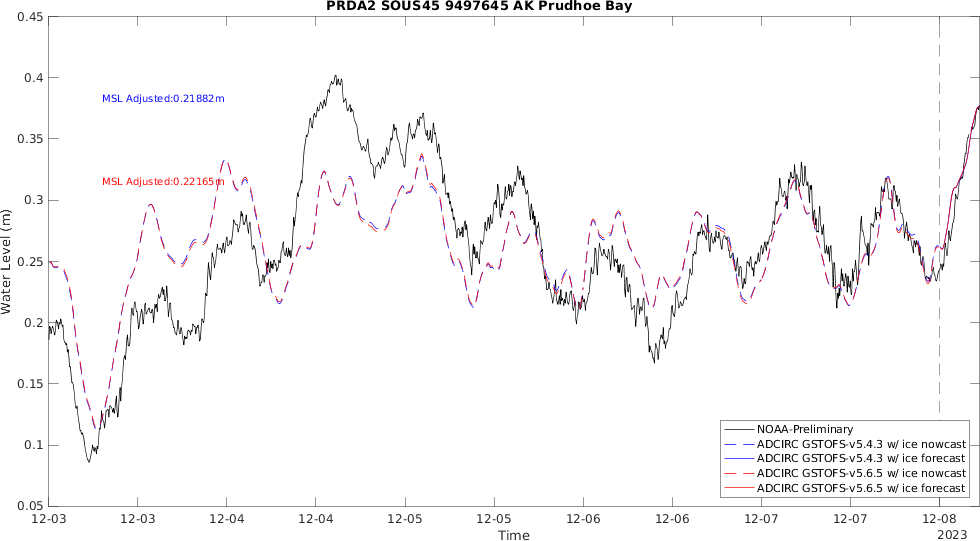 PRDA2 SOUS45 9497645 AK Prudhoe Bay
0.45
0.4
0.35
0.3
0.25
0.2
0.15
0.1
0.05
Water Level (m)
MSL Adjusted:0.21882m
MSL Adjusted:0.22165m
NOAA-Preliminary
ADCIRC GSTOFS-v5.4.3 w/ ice nowcast
ADCIRC GSTOFS-v5.4.3 w/ ice forecast
ADCIRC GSTOFS-v5.6.5 w/ ice nowcast
ADCIRC GSTOFS-v5.6.5 w/ ice forecast
12-03 12-03 12-04 12-04 12-05 12-05 12-06 12-06 12-07 12-07 12-08
Time
2023